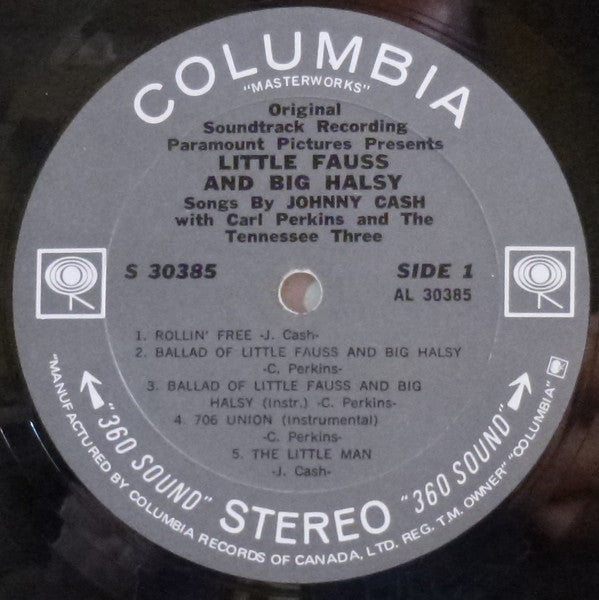 COLUMBIA
"MASTERWORKS"
Original
Soundtrack Recording
Paramount Pictures Presents
LITTLE FAUSS
AND BIG HALSY
Songs By JOHNNY CASH
with Carl Perkins and The
Tennessee Three
S 30385
SIDE 1
AL 30385
1. ROLLIN' FREE -J. Cash-
2. BALLAD OF LITTLE FAUSS AND BIG HALSY
-C. Perkins-
3. BALLAD OF LITTLE FAUSS AND BIG
HALSY (Instr.) -C. Perkins-
4. 706 UNION (Instrumental)
-C. Perkins-
5. THE LITTLE MAN
-J. Cash-
"360 SOUND" STEREO "360 SOUND"
"MANUFACTURED BY COLUMBIA RECORDS OF CANADA, LTD. REG. T.M. OWNER" "COLUMBIA"